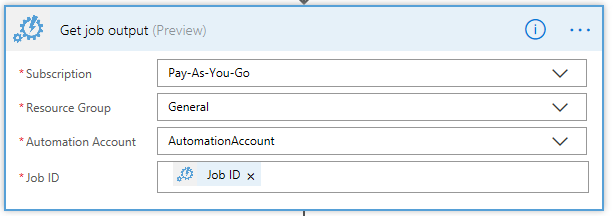 Get job output (Preview)
*Subscription Pay-As-You-Go
*Resource Group General
*Automation Account AutomationAccount
*Job ID Job ID ×